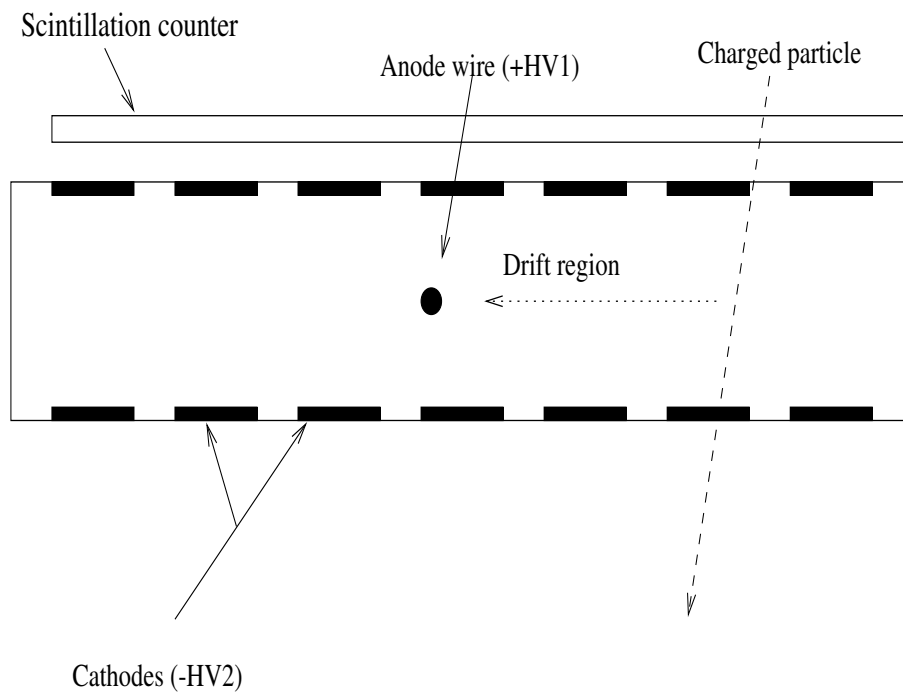 Scintillation counter
Anode wire (+HV1)
Charged particle
Drift region
Cathodes (-HV2)